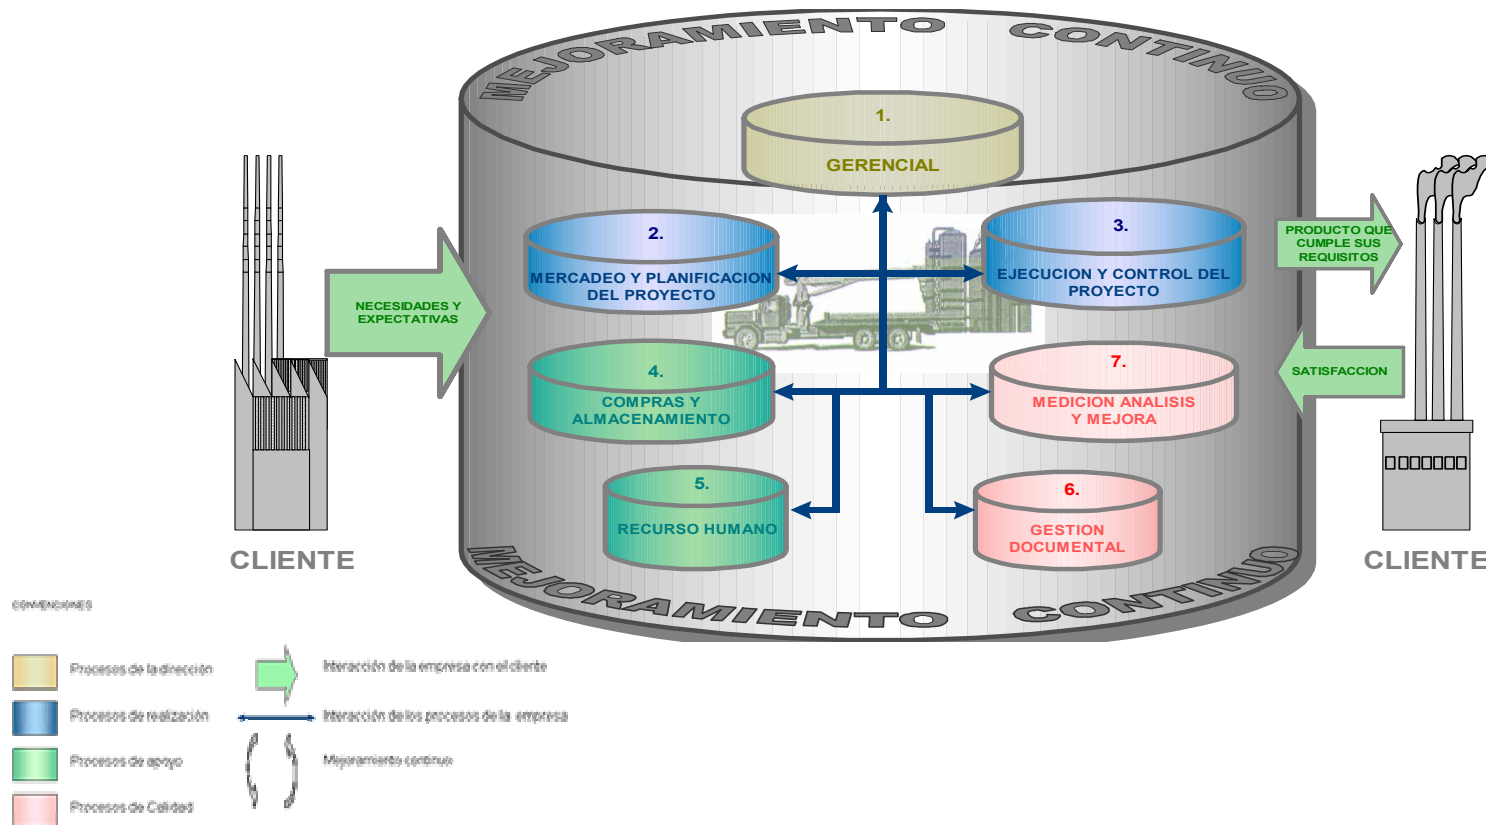 MEJORAMIENTO CONTINUO
1.
GERENCIAL
2.
MERCADEO Y PLANIFICACION
DEL PROYECTO
3.
EJECUCION Y CONTROL DEL
PROYECTO
NECESIDADES Y
EXPECTATIVAS
PRODUCTO QUE
CUMPLE SUS
REQUISITOS
4.
COMPRAS Y
ALMACENAMIENTO
7.
MEDICION ANALISIS
Y MEJORA
SATISFACCION
5.
RECURSO HUMANO
6.
GESTION
DOCUMENTAL
CLIENTE
CLIENTE
MEJORAMIENTO CONTINUO
CONVENCIONES
Procesos de la dirección
Interacción de la empresa con el cliente
Procesos de realización
Interacción de los procesos de la empresa
Procesos de apoyo
Mejoramiento continuo
Procesos de Calidad